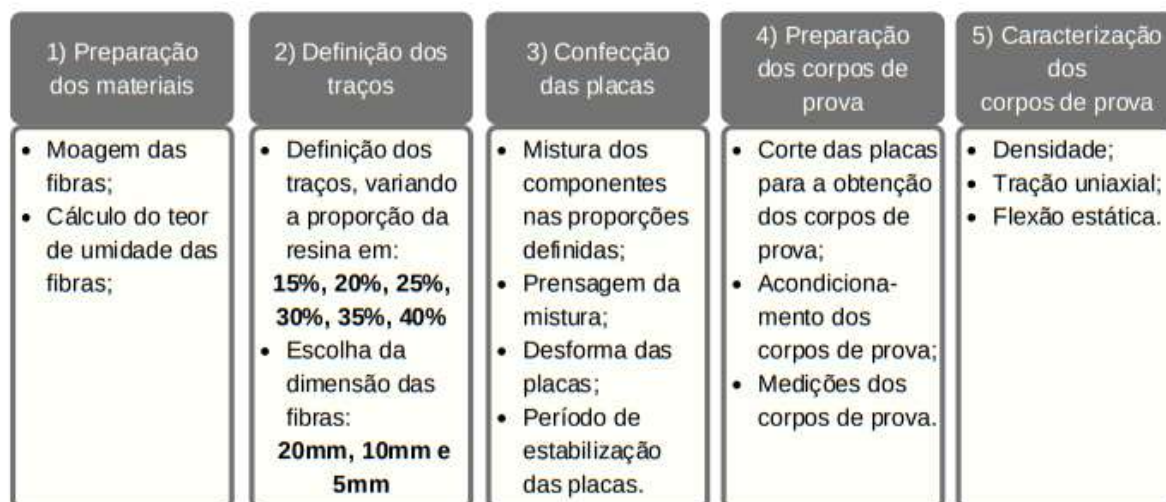 1) Preparação
dos materiais
• Moagem das
fibras;
• Cálculo do teor
de umidade das
fibras;
2) Definição dos
traços
• Definição dos
traços, variando
a proporção da
resina em:
15%, 20%, 25%,
30%, 35%, 40%
• Escolha da
dimensão das
fibras:
20mm, 10mm e
5mm
3) Confecção
das placas
• Mistura dos
componentes
nas proporções
definidas;
• Prensagem da
mistura;
• Desforma das
placas;
• Período de
estabilização
das placas.
4) Preparação
dos corpos de
prova
• Corte das placas
para a obtenção
dos corpos de
prova;
• Acondiciona-
mento dos
corpos de prova;
• Medições dos
corpos de prova.
5) Caracterização
dos
corpos de prova
• Densidade;
• Tração uniaxial;
• Flexão estática.